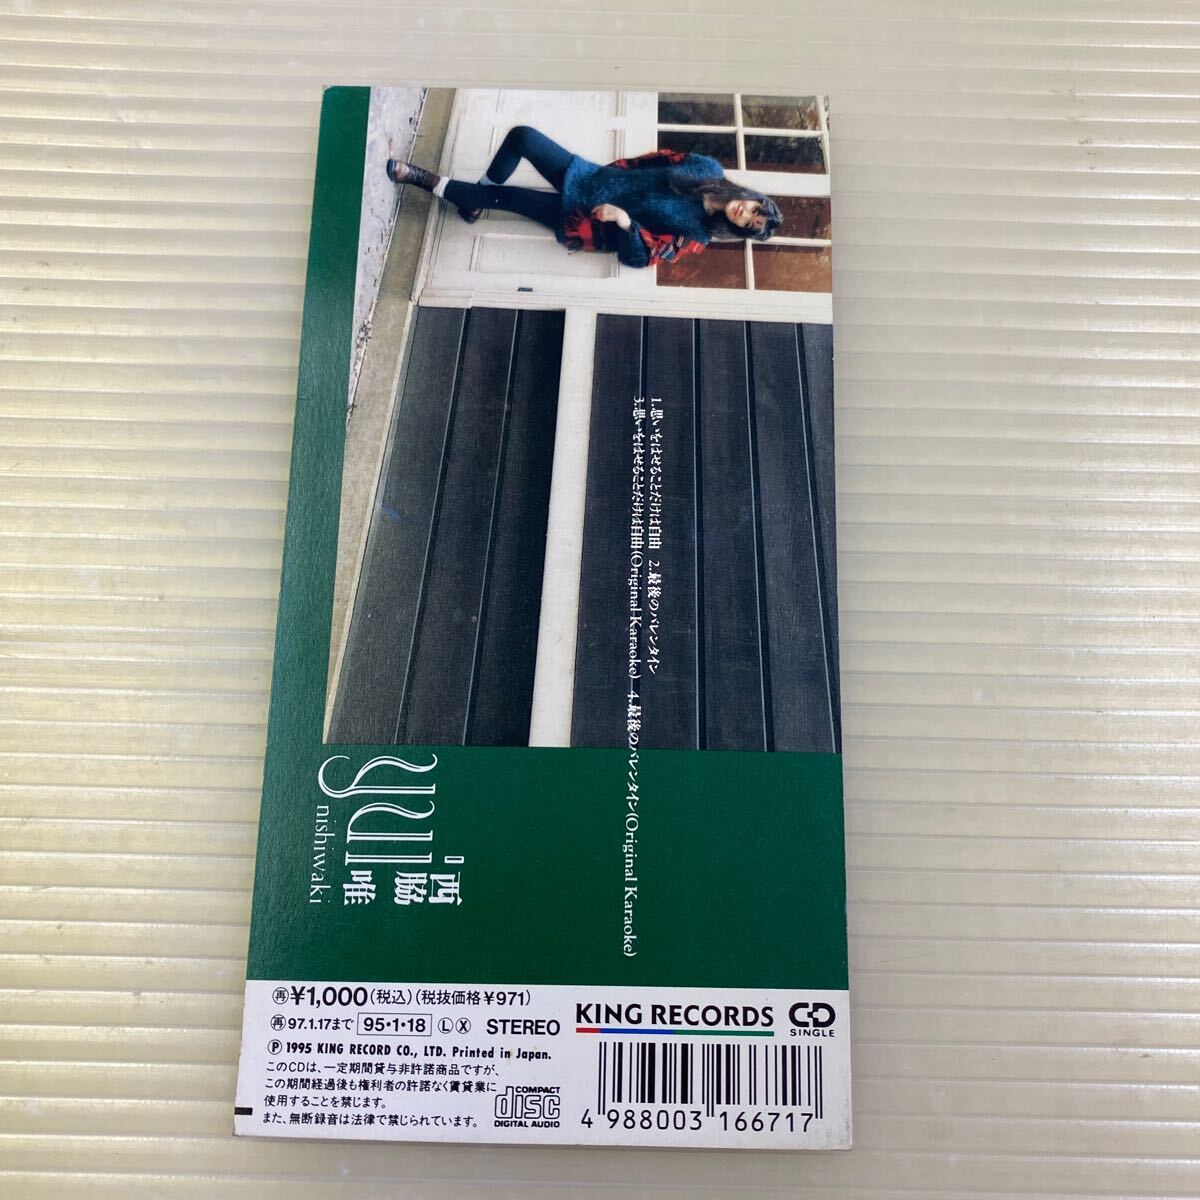 1.思いをはせることだけは自由 2.最後のバレンタイン
3.思いをはせることだけは自由(Original Karaoke) 4.最後のバレンタイン(Original Karaoke)
yui
nishiwaki
西脇
唯
再¥1,000(税込)(税抜価格¥971)
再97.1.17まで 95・1・18 Ⓛ Ⓧ STEREO
Ⓟ 1995 KING RECORD CO., LTD. Printed in Japan.
このCDは、一定期間貸与非許諾商品ですが、
この期間経過後も権利者の許諾なく賃貸業に
使用することを禁じます。
また、無断録音は法律で禁じられています。
COMPACT
disc
DIGITAL AUDIO
KING RECORDS
CD
SINGLE
4 988003 166717